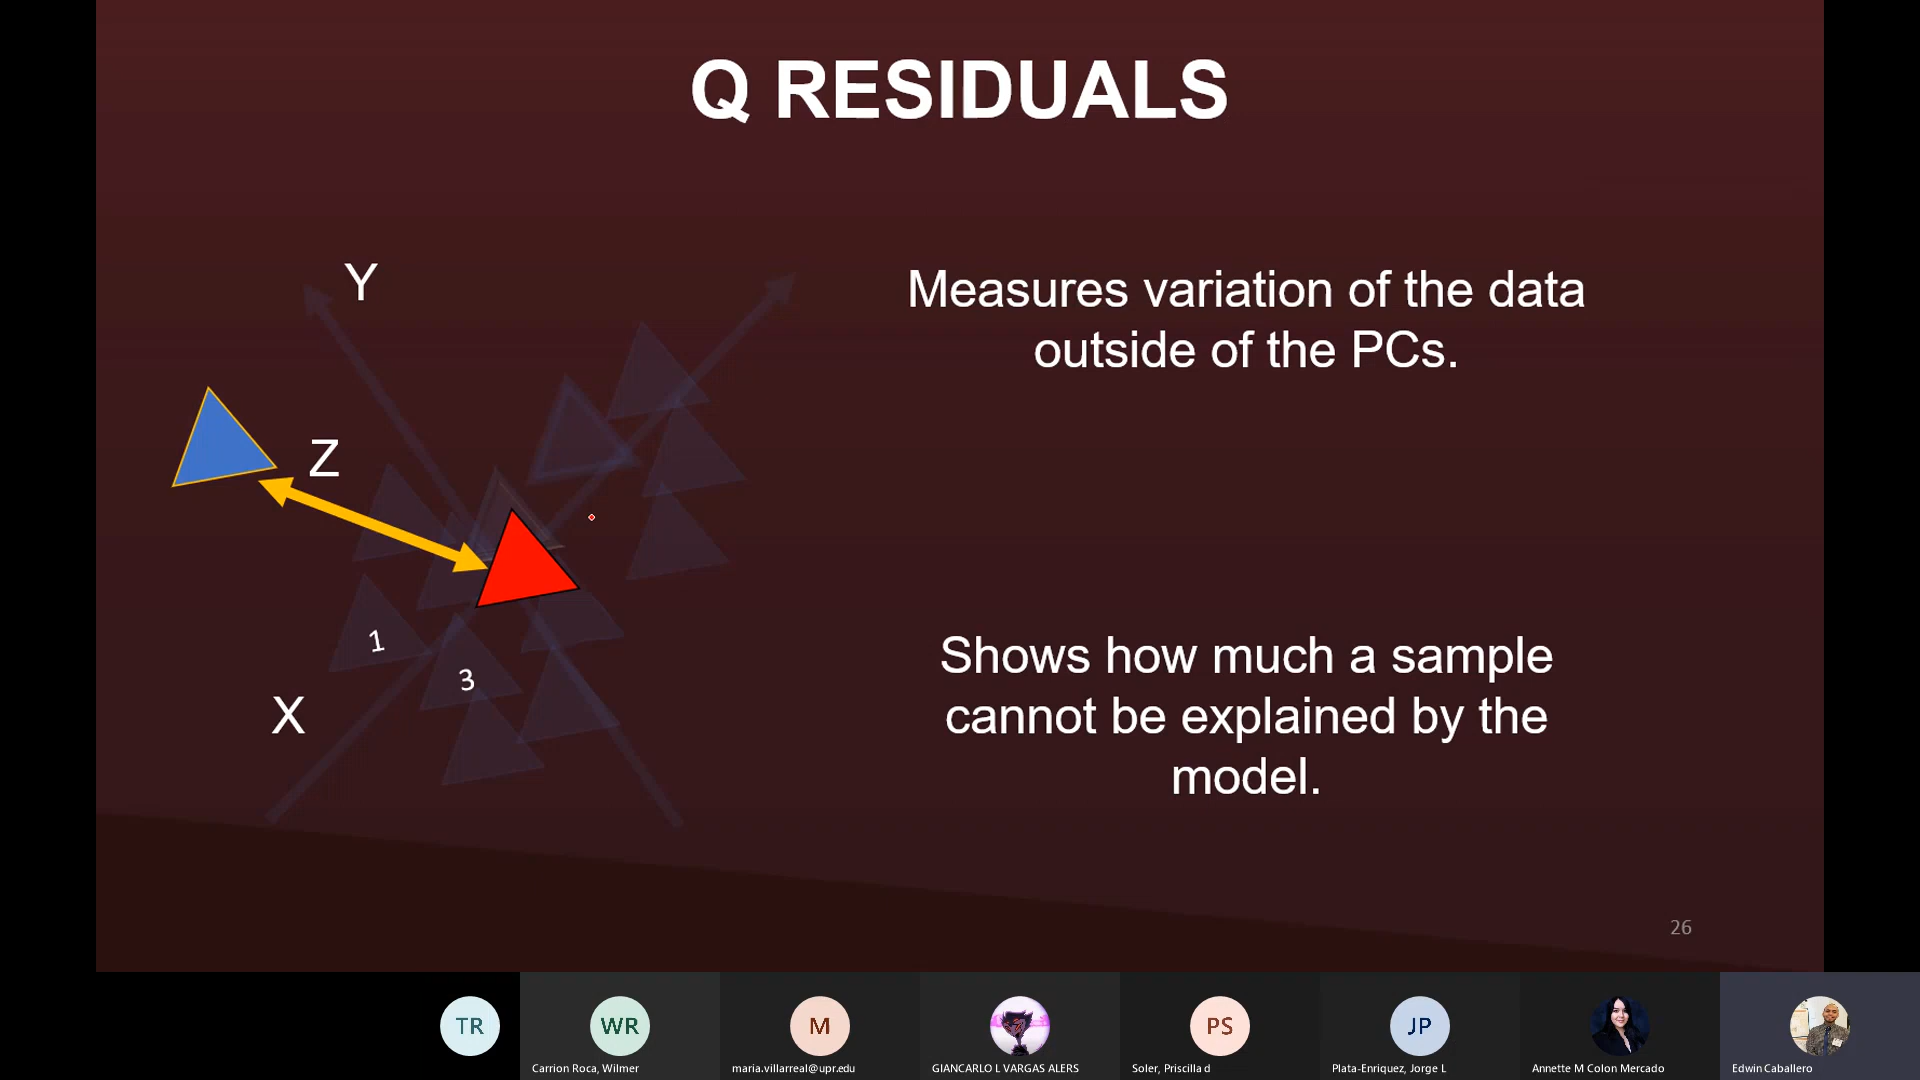 Q RESIDUALS
Y
Z
1
3
X
Measures variation of the data
outside of the PCs.
Shows how much a sample
cannot be explained by the
model.
26
TR
WR
M
PS
JP
Carrion Roca, Wilmer
maria.villarreal@upr.edu
GIANCARLO L VARGAS ALERS
Soler, Priscilla d
Plata-Enriquez, Jorge L
Annette M Colon Mercado
Edwin Caballero